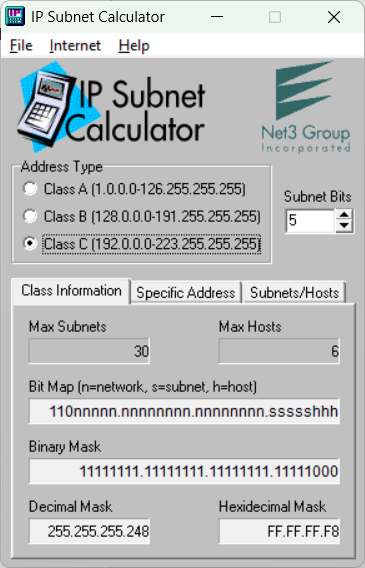 IP Subnet Calculator
File Internet Help
IP Subnet
Calculator
Net3 Group
Incorporated
Address Type
Class A (1.0.0.0-126.255.255.255)
Class B (128.0.0.0-191.255.255.255)
Class C (192.0.0.0-223.255.255.255)
Subnet Bits
5
Class Information Specific Address Subnets/Hosts
Max Subnets Max Hosts
30 6
Bit Map (n=network, s=subnet, h=host)
110nnnnn.nnnnnnnn.nnnnnnnn.ssssshhh
Binary Mask
11111111.11111111.11111111.11111000
Decimal Mask Hexidecimal Mask
255.255.255.248 FF.FF.FF.F8